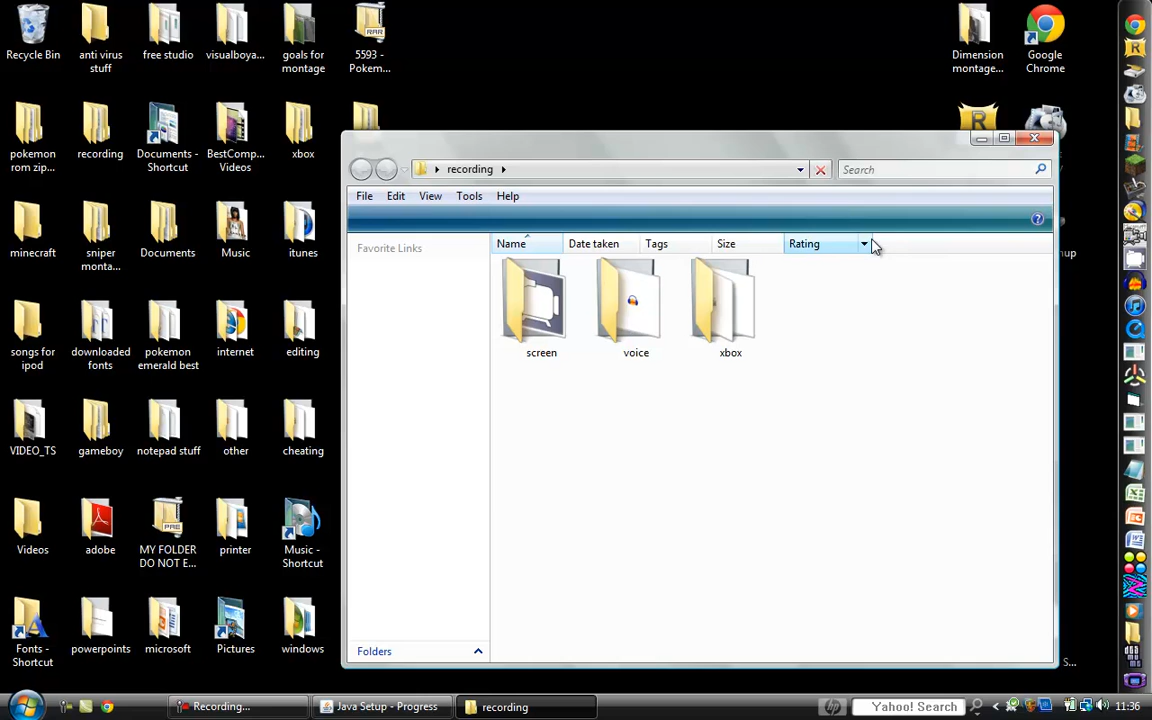 Recycle Bin
anti virus
stuff
free studio
visualboya...
goals for
montage
5593 -
Pokem...
Dimension
montage...
Google
Chrome
pokemon
rom zip...
recording
Documents -
Shortcut
BestComp...
Videos
xbox
recording
Search
File Edit View Tools Help
Favorite Links
Name Date taken Tags Size Rating
screen
voice
xbox
minecraft
sniper
monta...
Documents
Music
itunes
songs for
ipod
downloaded
fonts
pokemon
emerald best
internet
editing
VIDEO_TS
gameboy
notepad stuff
other
cheating
Videos
adobe
MY FOLDER
DO NOT E...
printer
Music -
Shortcut
Fonts -
Shortcut
powerpoints
microsoft
Pictures
windows
Folders
Recording...
Java Setup - Progress
recording
hp
Yahoo! Search
11:36